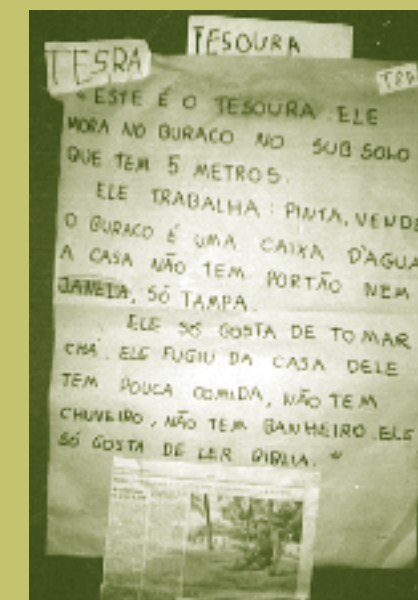 TESOURA
TESRA
"ESTE É O TESOURA. ELE
MORA NO BURACO NO SUB SOLO
QUE TEM 5 METROS.
ELE TRABALHA: PINTA, VENDE
O BURACO É UMA CAIXA D'AGUA
A CASA NÃO TEM PORTÃO NEM
JANELA, SÓ TAMPA.
ELE SÓ GOSTA DE TOMAR
CHÁ. ELE FUGIU DA CASA DELE
TEM POUCA COMIDA, NÃO TEM
CHUVEIRO, NÃO TEM BANHEIRO. ELE
SÓ GOSTA DE LER BIBLIA. "